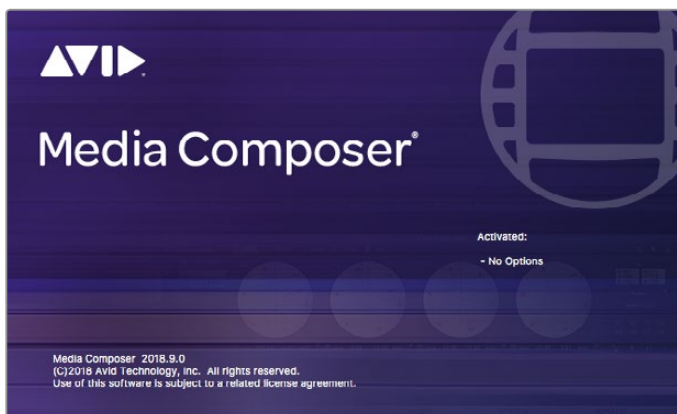 AVID
Media Composer®
Activated:
- No Options
Media Composer 2018.9.0
(C)2018 Avid Technology, Inc. All rights reserved.
Use of this software is subject to a related license agreement.